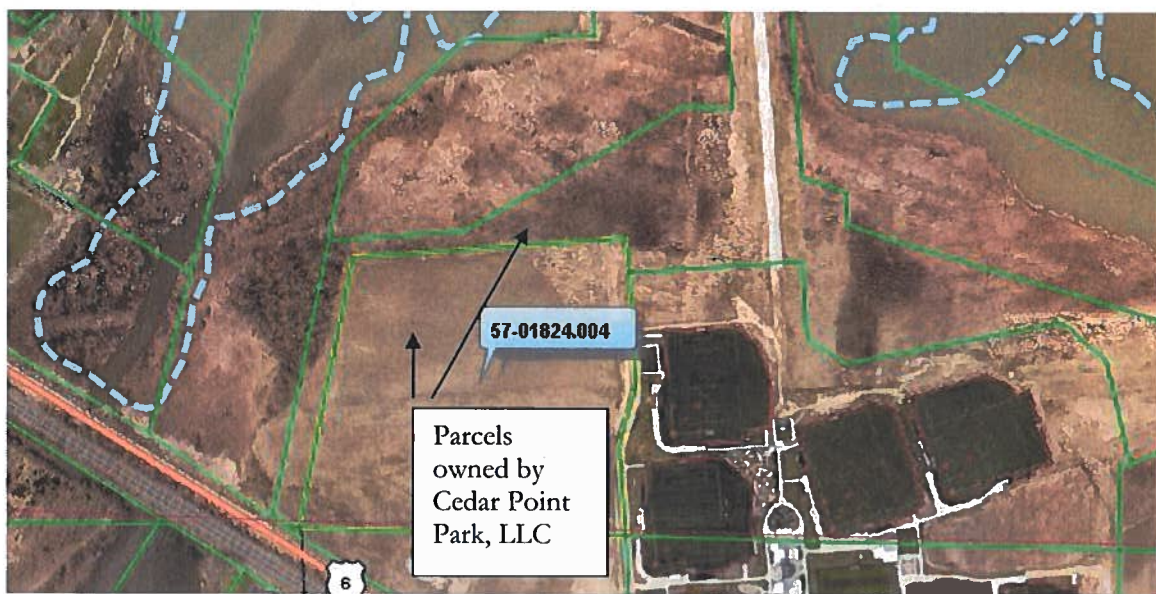 57-01824.004
Parcels
owned by
Cedar Point
Park, LLC
6